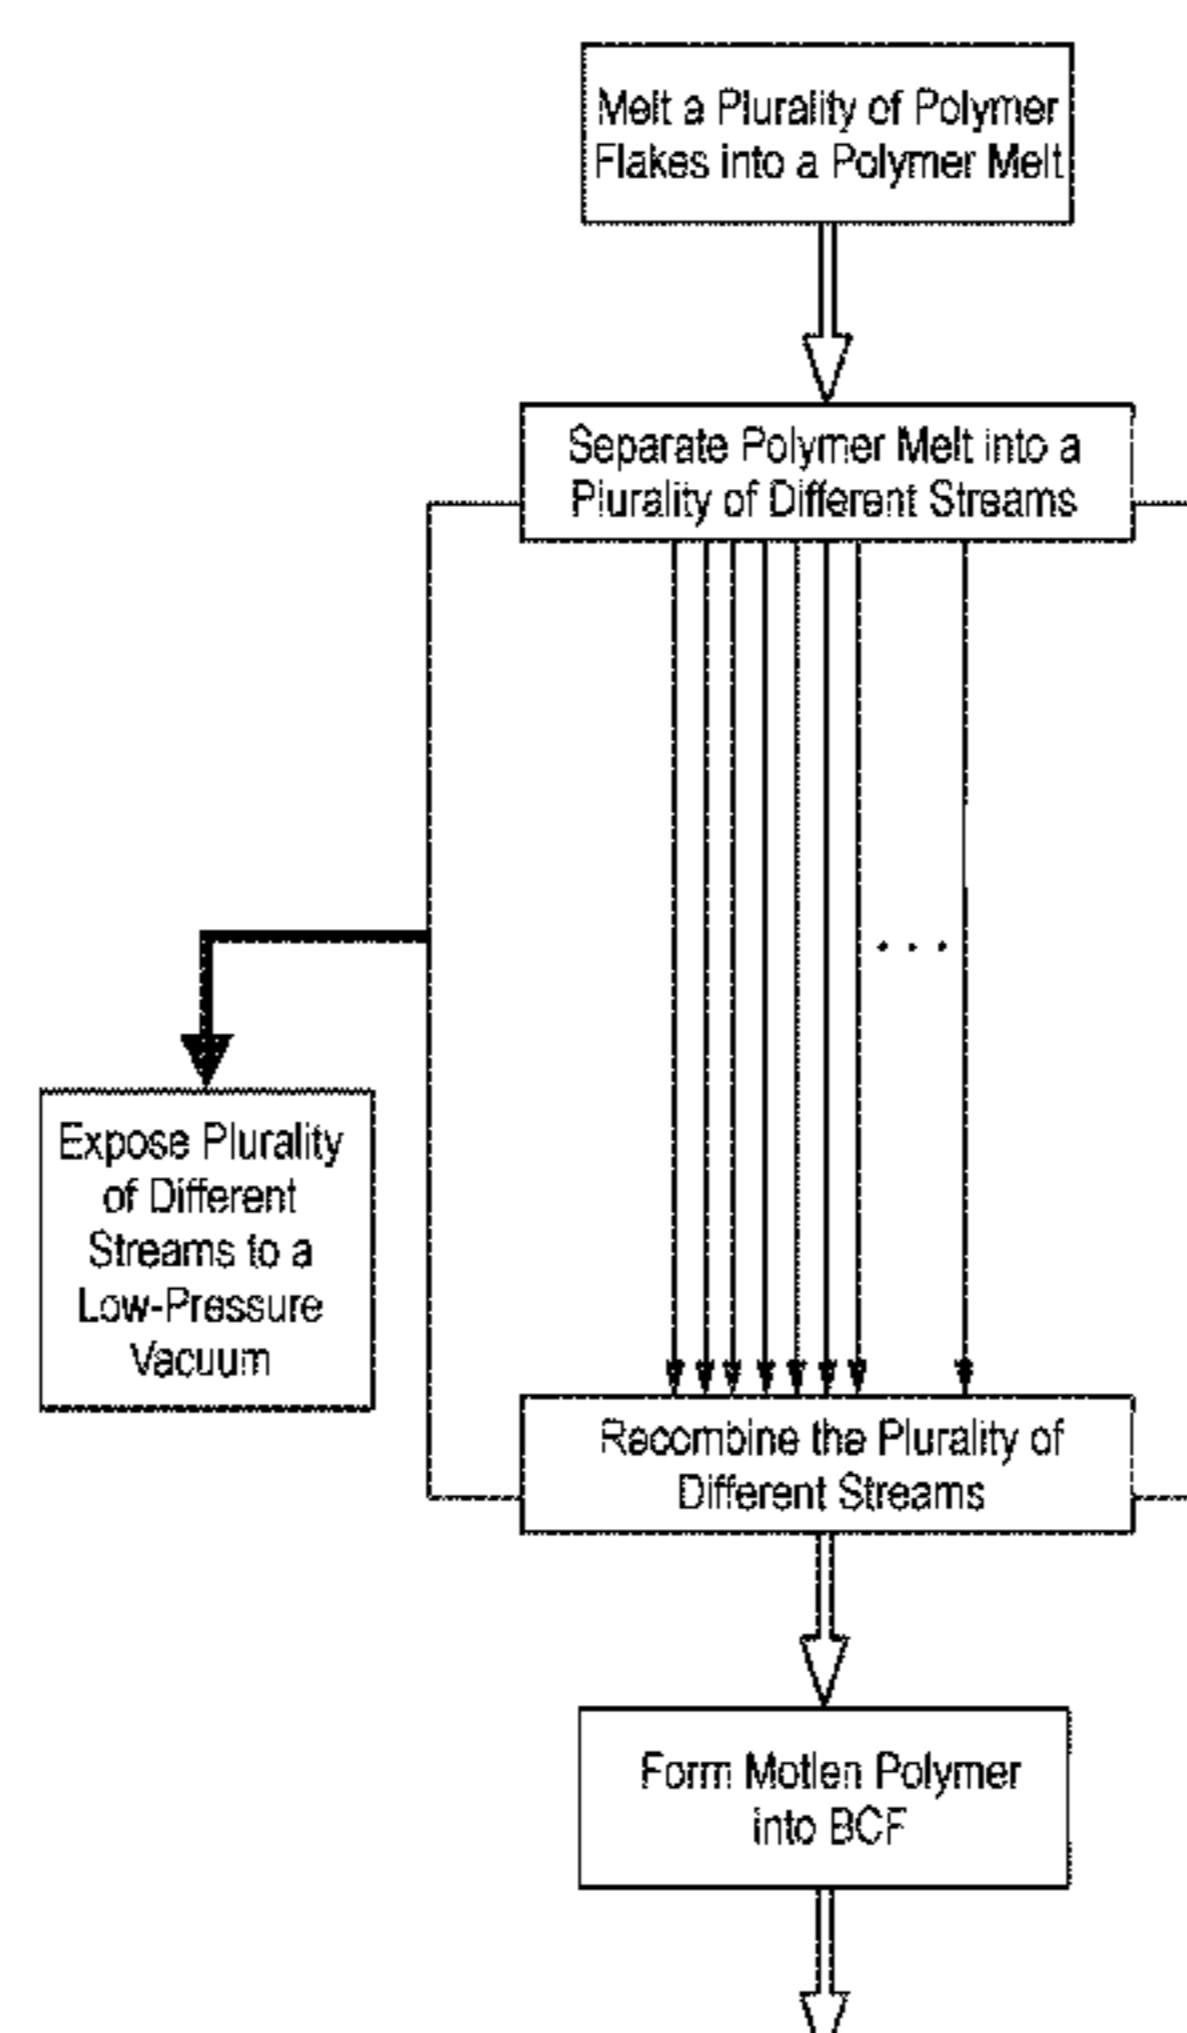 Melt a Plurality of Polymer
Flakes into a Polymer Melt
Separate Polymer Melt into a
Plurality of Different Streams
. . .
Expose Plurality
of Different
Streams to a
Low-Pressure
Vacuum
Recombine the Plurality of
Different Streams
Form Motlen Polymer
into BCF